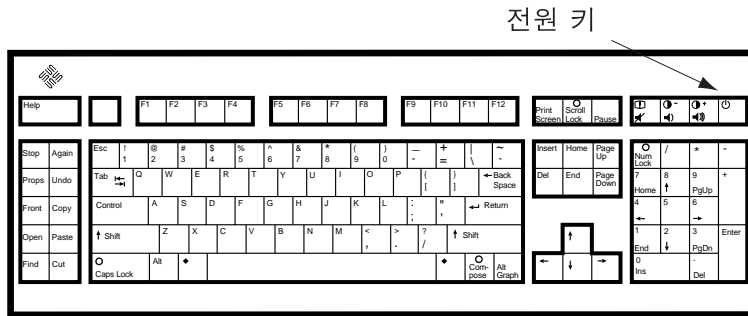 전원 키
Help F1 F2 F3 F4 F5 F6 F7 F8 F9 F10 F11 F12 Print Screen Scroll Lock Pause - +
Stop Again Esc ! 1 @ 2 # 3 $ 4 % 5 ^ 6 & 7 * 8 ( 9 ) 0 _ - + = | \ ~ ` Insert Home Page Up Num Lock / * -
Props Undo Tab Q W E R T Y U I O P { [ } ] Back Space Del End Page Down 7 Home 8 9 PgUp +
Front Copy Control A S D F G H J K L : ; " ' Return 4 5 6
Open Paste Shift Z X C V B N M < , > . ? / Shift 1 End 2 3 PgDn Enter
Find Cut Caps Lock Alt Com- pose Alt Graph 0 Ins . Del